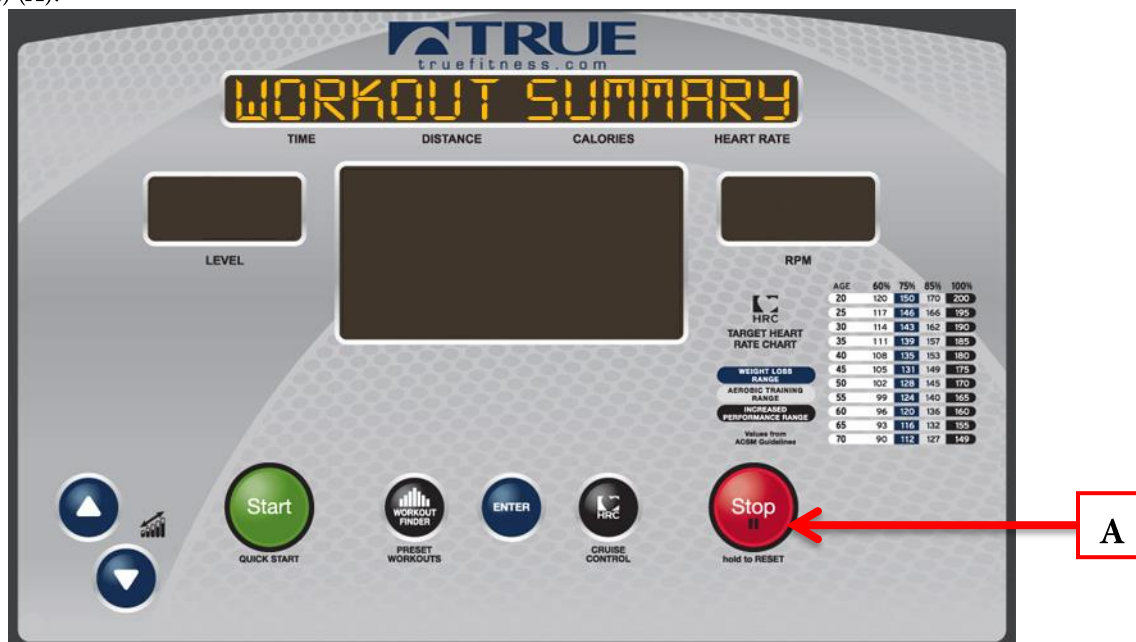 (A).
TRUE
truefitness.com
WORKOUT SUMMARY
TIME DISTANCE CALORIES HEART RATE
LEVEL
RPM
HRC
TARGET HEART
RATE CHART
WEIGHT LOSS
RANGE
AEROBIC TRAINING
RANGE
INCREASED
PERFORMANCE RANGE
Values from
ACSM Guidelines
AGE 60% 75% 85% 100%
20 120 150 170 200
25 117 146 166 195
30 114 143 162 190
35 111 139 157 185
40 108 135 153 180
45 105 131 149 175
50 102 128 145 170
55 99 124 140 165
60 96 120 136 160
65 93 116 132 155
70 90 112 127 149
Start
QUICK START
WORKOUT
FINDER
PRESET
WORKOUTS
ENTER
HRC
CRUISE
CONTROL
Stop
hold to RESET
A